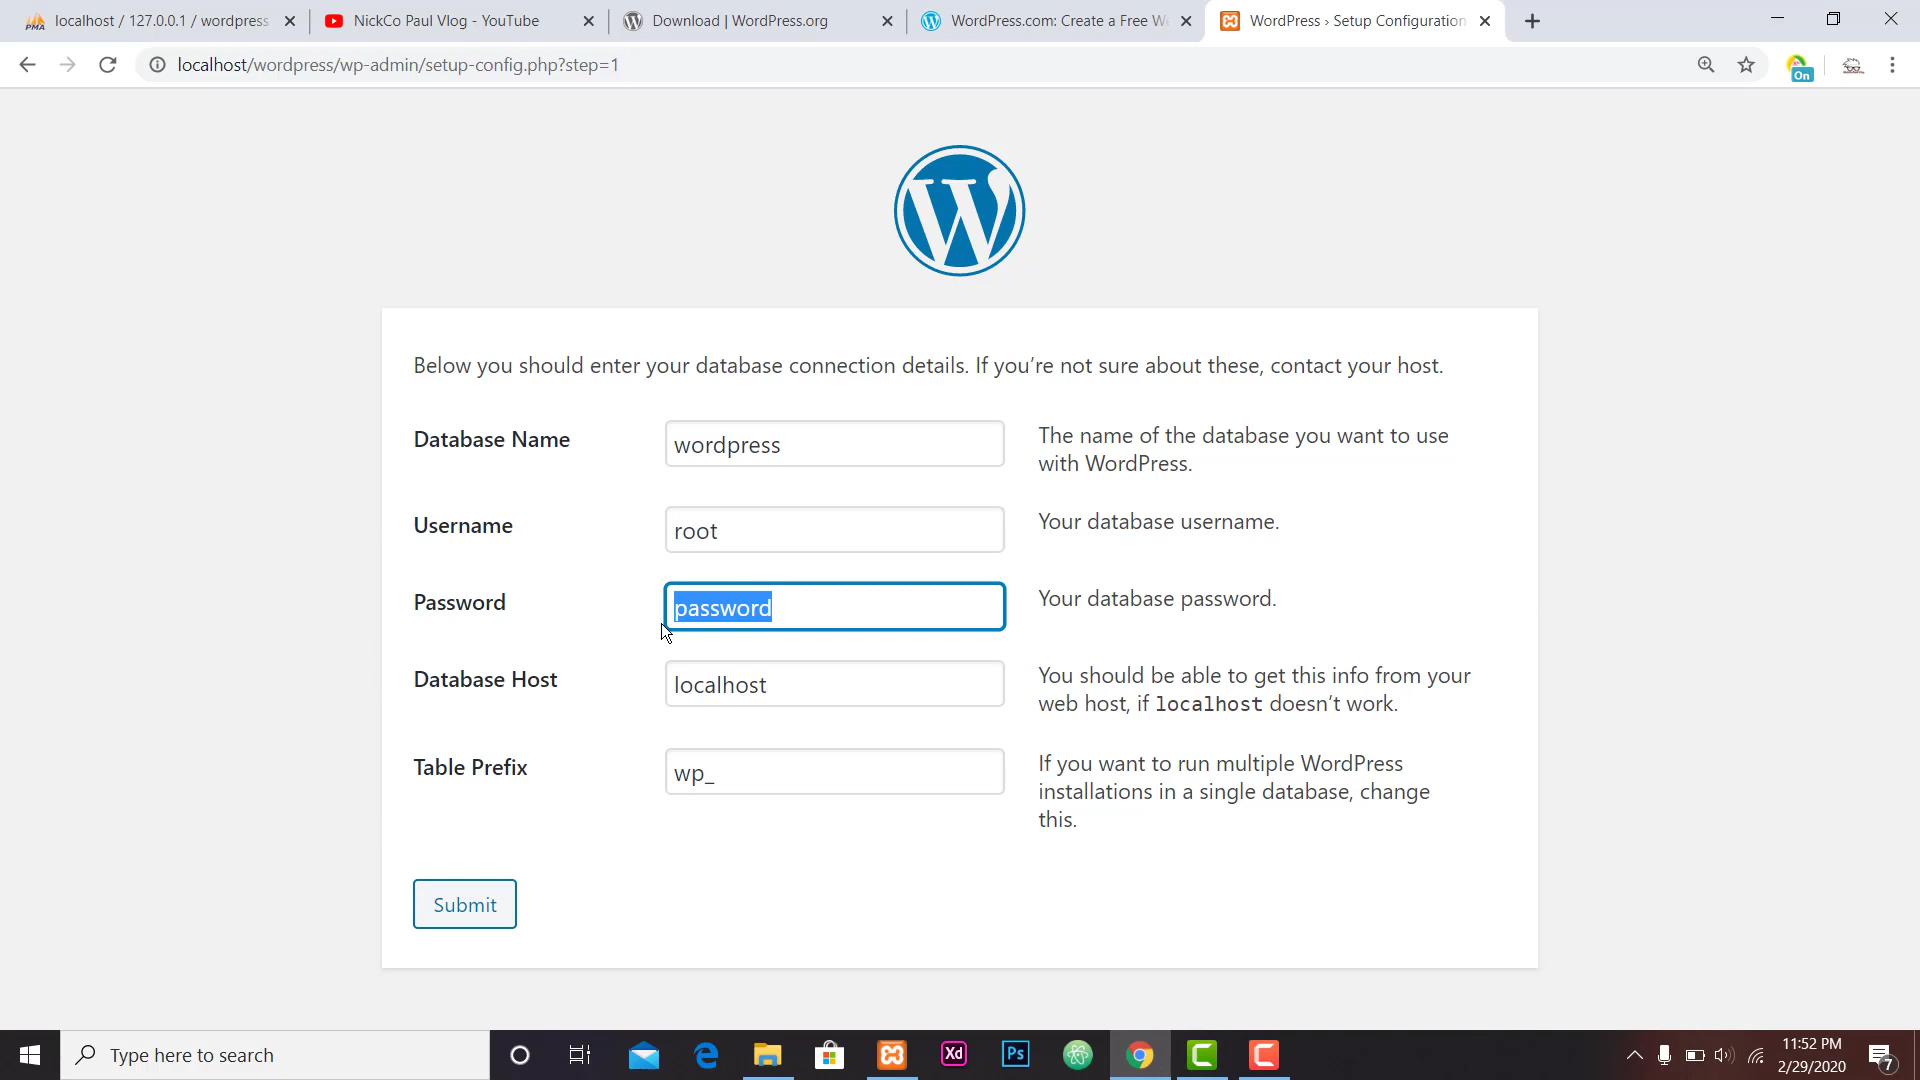 localhost / 127.0.0.1 / wordpress
NickCo Paul Vlog - YouTube
Download | WordPress.org
WordPress.com: Create a Free We
WordPress › Setup Configuration
localhost/wordpress/wp-admin/setup-config.php?step=1
On
Below you should enter your database connection details. If you’re not sure about these, contact your host.
Database Name
wordpress
The name of the database you want to use
with WordPress.
Username
root
Your database username.
Password
password
Your database password.
Database Host
localhost
You should be able to get this info from your
web host, if localhost doesn’t work.
Table Prefix
wp_
If you want to run multiple WordPress
installations in a single database, change
this.
Submit
Type here to search
Xd
Ps
11:52 PM
2/29/2020
7